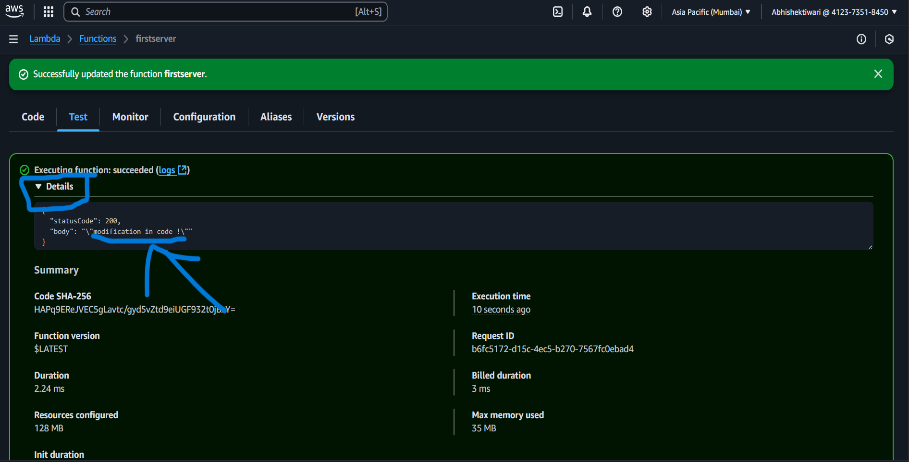 aws
Search [Alt+S]
Asia Pacific (Mumbai) ▼
Abhishektiwari @ 4123-7351-8450 ▼
Lambda > Functions > firstserver
Successfully updated the function firstserver.
Code Test Monitor Configuration Aliases Versions
Executing function: succeeded (logs)
▼ Details
{
"statusCode": 200,
"body": "\"modification in code !\""
}
Summary
Code SHA-256
Execution time
10 seconds ago
Function version
$LATEST
Request ID
b6fc5172-d15c-4ec5-b270-7567fc0ebad4
Duration
2.24 ms
Billed duration
3 ms
Resources configured
128 MB
Max memory used
35 MB
Init duration